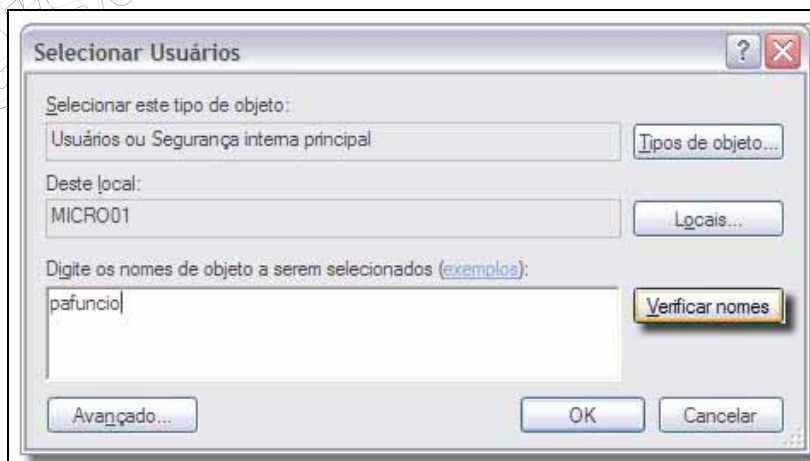 Selecionar Usuários
Selecionar este tipo de objeto:
Usuários ou Segurança interna principal
Tipos de objeto...
Deste local:
MICRO01
Locais...
Digite os nomes de objeto a serem selecionados (exemplos):
pafuncio
Verificar nomes
Avançado...
OK
Cancelar